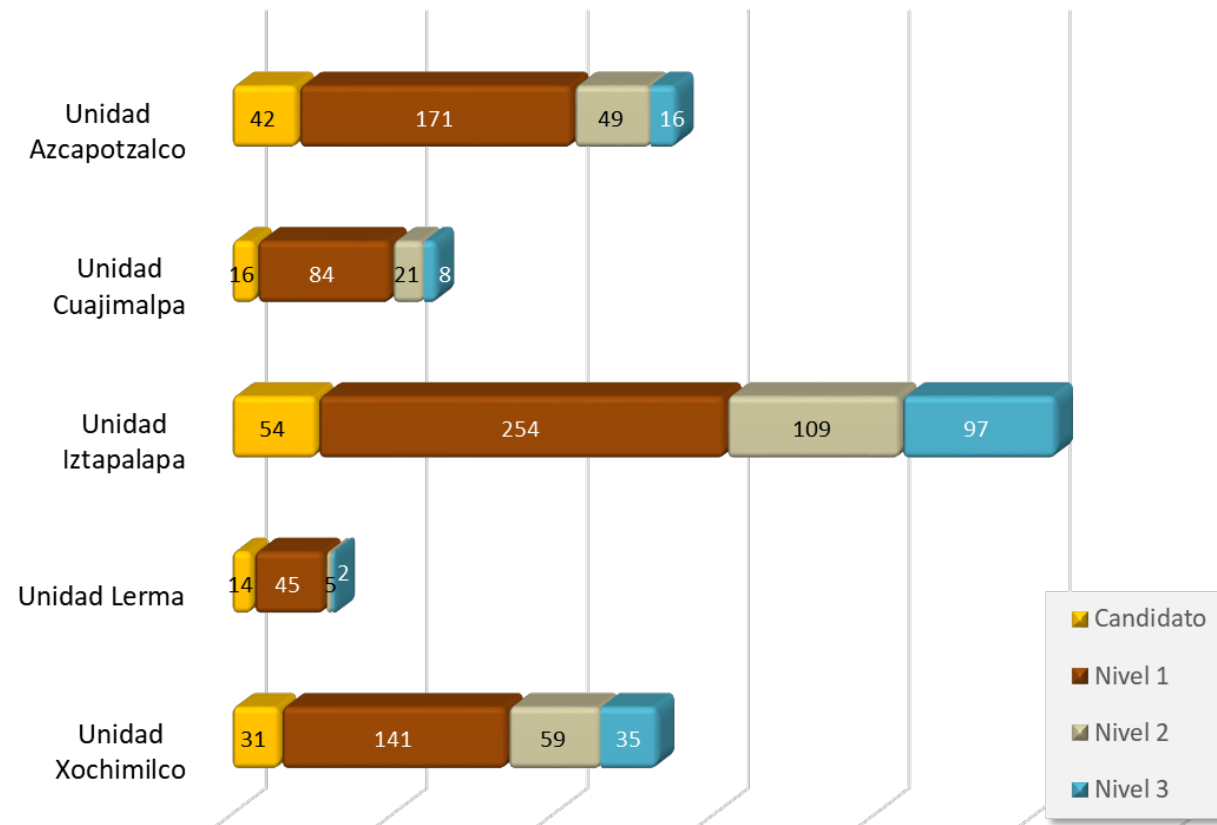 Unidad
Azcapotzalco
42 171 49 16
Unidad
Cuajimalpa
16 84 21 8
Unidad
Iztapalapa
54 254 109 97
Unidad Lerma
14 45 5 2
Unidad
Xochimilco
31 141 59 35
Candidato
Nivel 1
Nivel 2
Nivel 3